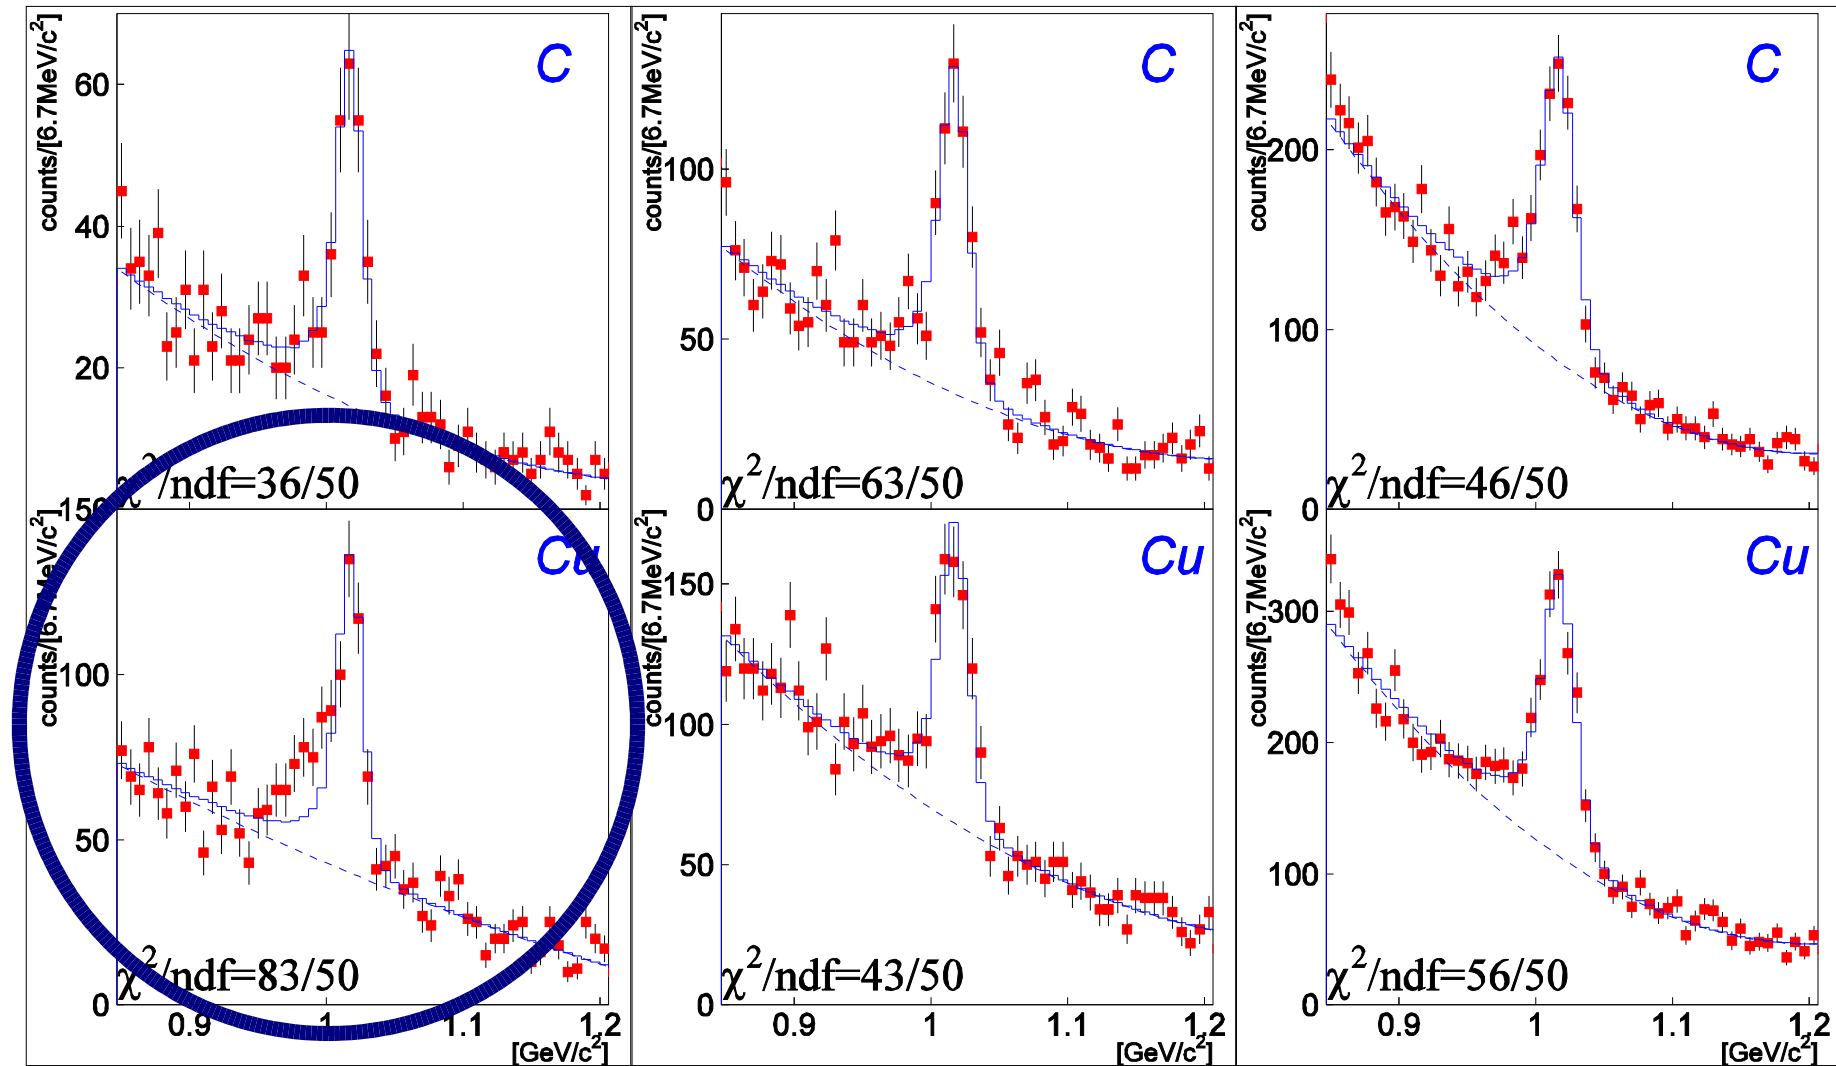 counts/[6.7MeV/c²]
60
40
20
C
χ²/ndf=36/50
counts/[6.7MeV/c²]
100
50
0
C
χ²/ndf=63/50
counts/[6.7MeV/c²]
200
100
0
C
χ²/ndf=46/50
counts/[6.7MeV/c²]
150
100
50
0
Cu
χ²/ndf=83/50
0.9 1 1.1 1.2
[GeV/c²]
counts/[6.7MeV/c²]
150
100
50
0
Cu
χ²/ndf=43/50
0.9 1 1.1 1.2
[GeV/c²]
counts/[6.7MeV/c²]
300
200
100
0
Cu
χ²/ndf=56/50
0.9 1 1.1 1.2
[GeV/c²]